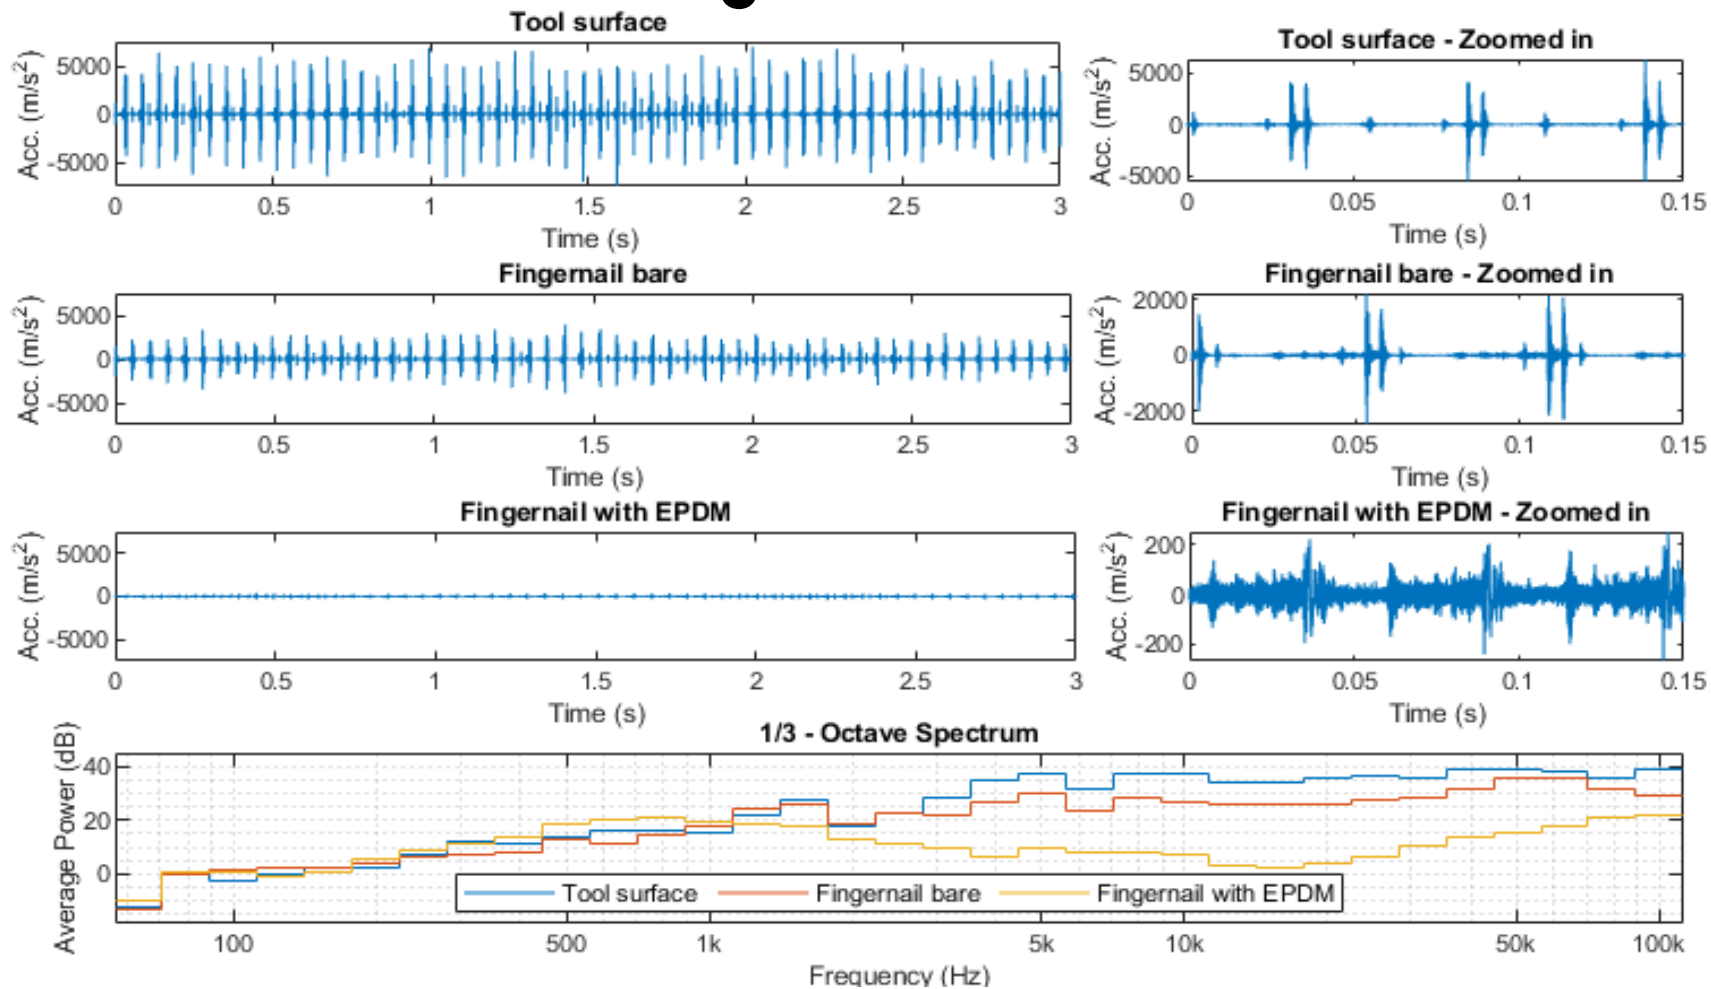 Tool surface
Acc. (m/s²)
5000
0
-5000
0 0.5 1 1.5 2 2.5 3
Time (s)
Tool surface - Zoomed in
Acc. (m/s²)
5000
0
-5000
0 0.05 0.1 0.15
Time (s)
Fingernail bare
Acc. (m/s²)
5000
0
-5000
0 0.5 1 1.5 2 2.5 3
Time (s)
Fingernail bare - Zoomed in
Acc. (m/s²)
2000
0
-2000
0 0.05 0.1 0.15
Time (s)
Fingernail with EPDM
Acc. (m/s²)
5000
0
-5000
0 0.5 1 1.5 2 2.5 3
Time (s)
Fingernail with EPDM - Zoomed in
Acc. (m/s²)
200
0
-200
0 0.05 0.1 0.15
Time (s)
1/3 - Octave Spectrum
Average Power (dB)
40
20
0
Tool surface Fingernail bare Fingernail with EPDM
100 500 1k 5k 10k 50k 100k
Frequency (Hz)